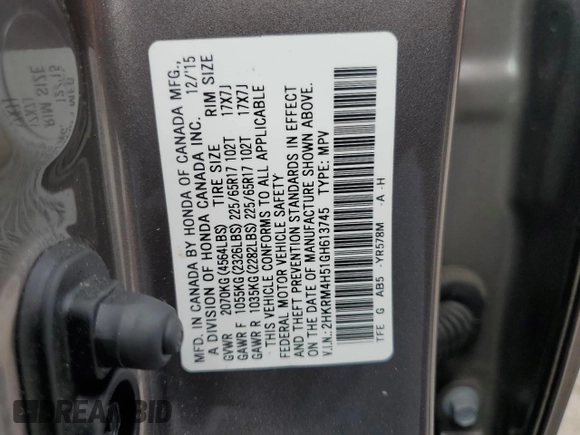 MFD. IN CANADA BY HONDA OF CANADA MFG.,
A DIVISION OF HONDA CANADA INC. 12/'15
TIRE SIZE RIM SIZE
GVWR 2070KG(4564LBS)
GAWR F 1055KG(2326LBS) 225/65R17 102T 17X7J
GAWR R 1035KG(2282LBS) 225/65R17 102T 17X7J
THIS VEHICLE CONFORMS TO ALL APPLICABLE
FEDERAL MOTOR VEHICLE SAFETY
AND THEFT PREVENTION STANDARDS IN EFFECT
ON THE DATE OF MANUFACTURE SHOWN ABOVE.
V.I.N.: 2HKRM4H51GH613745 TYPE: MPV
TFE G AB5 -YR578M -A -H
DREAM BID